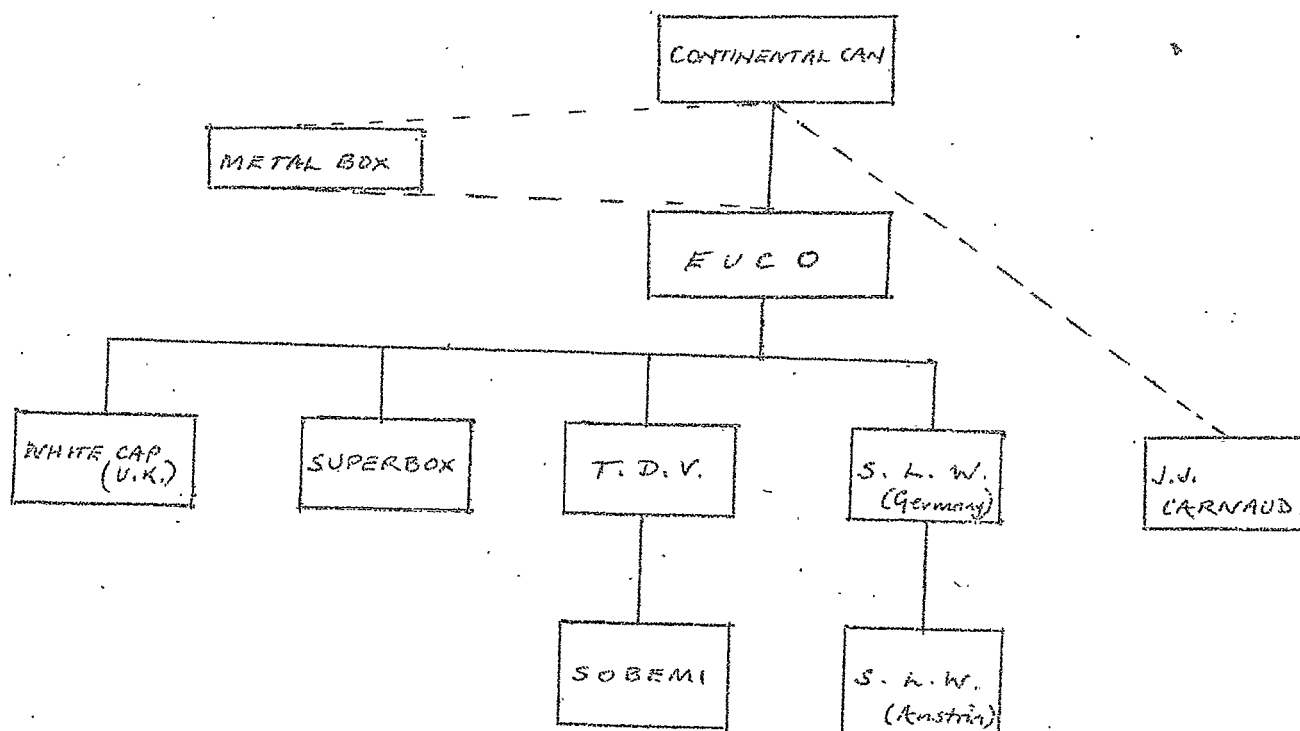 CONTINENTAL CAN
METAL BOX
EUCO
WHITE CAP
(U.K.)
SUPERBOX
T. D. V.
S. L. W.
(Germany)
J.J.
CARNAUD
SOBEMI
S. L. W.
(Austria)